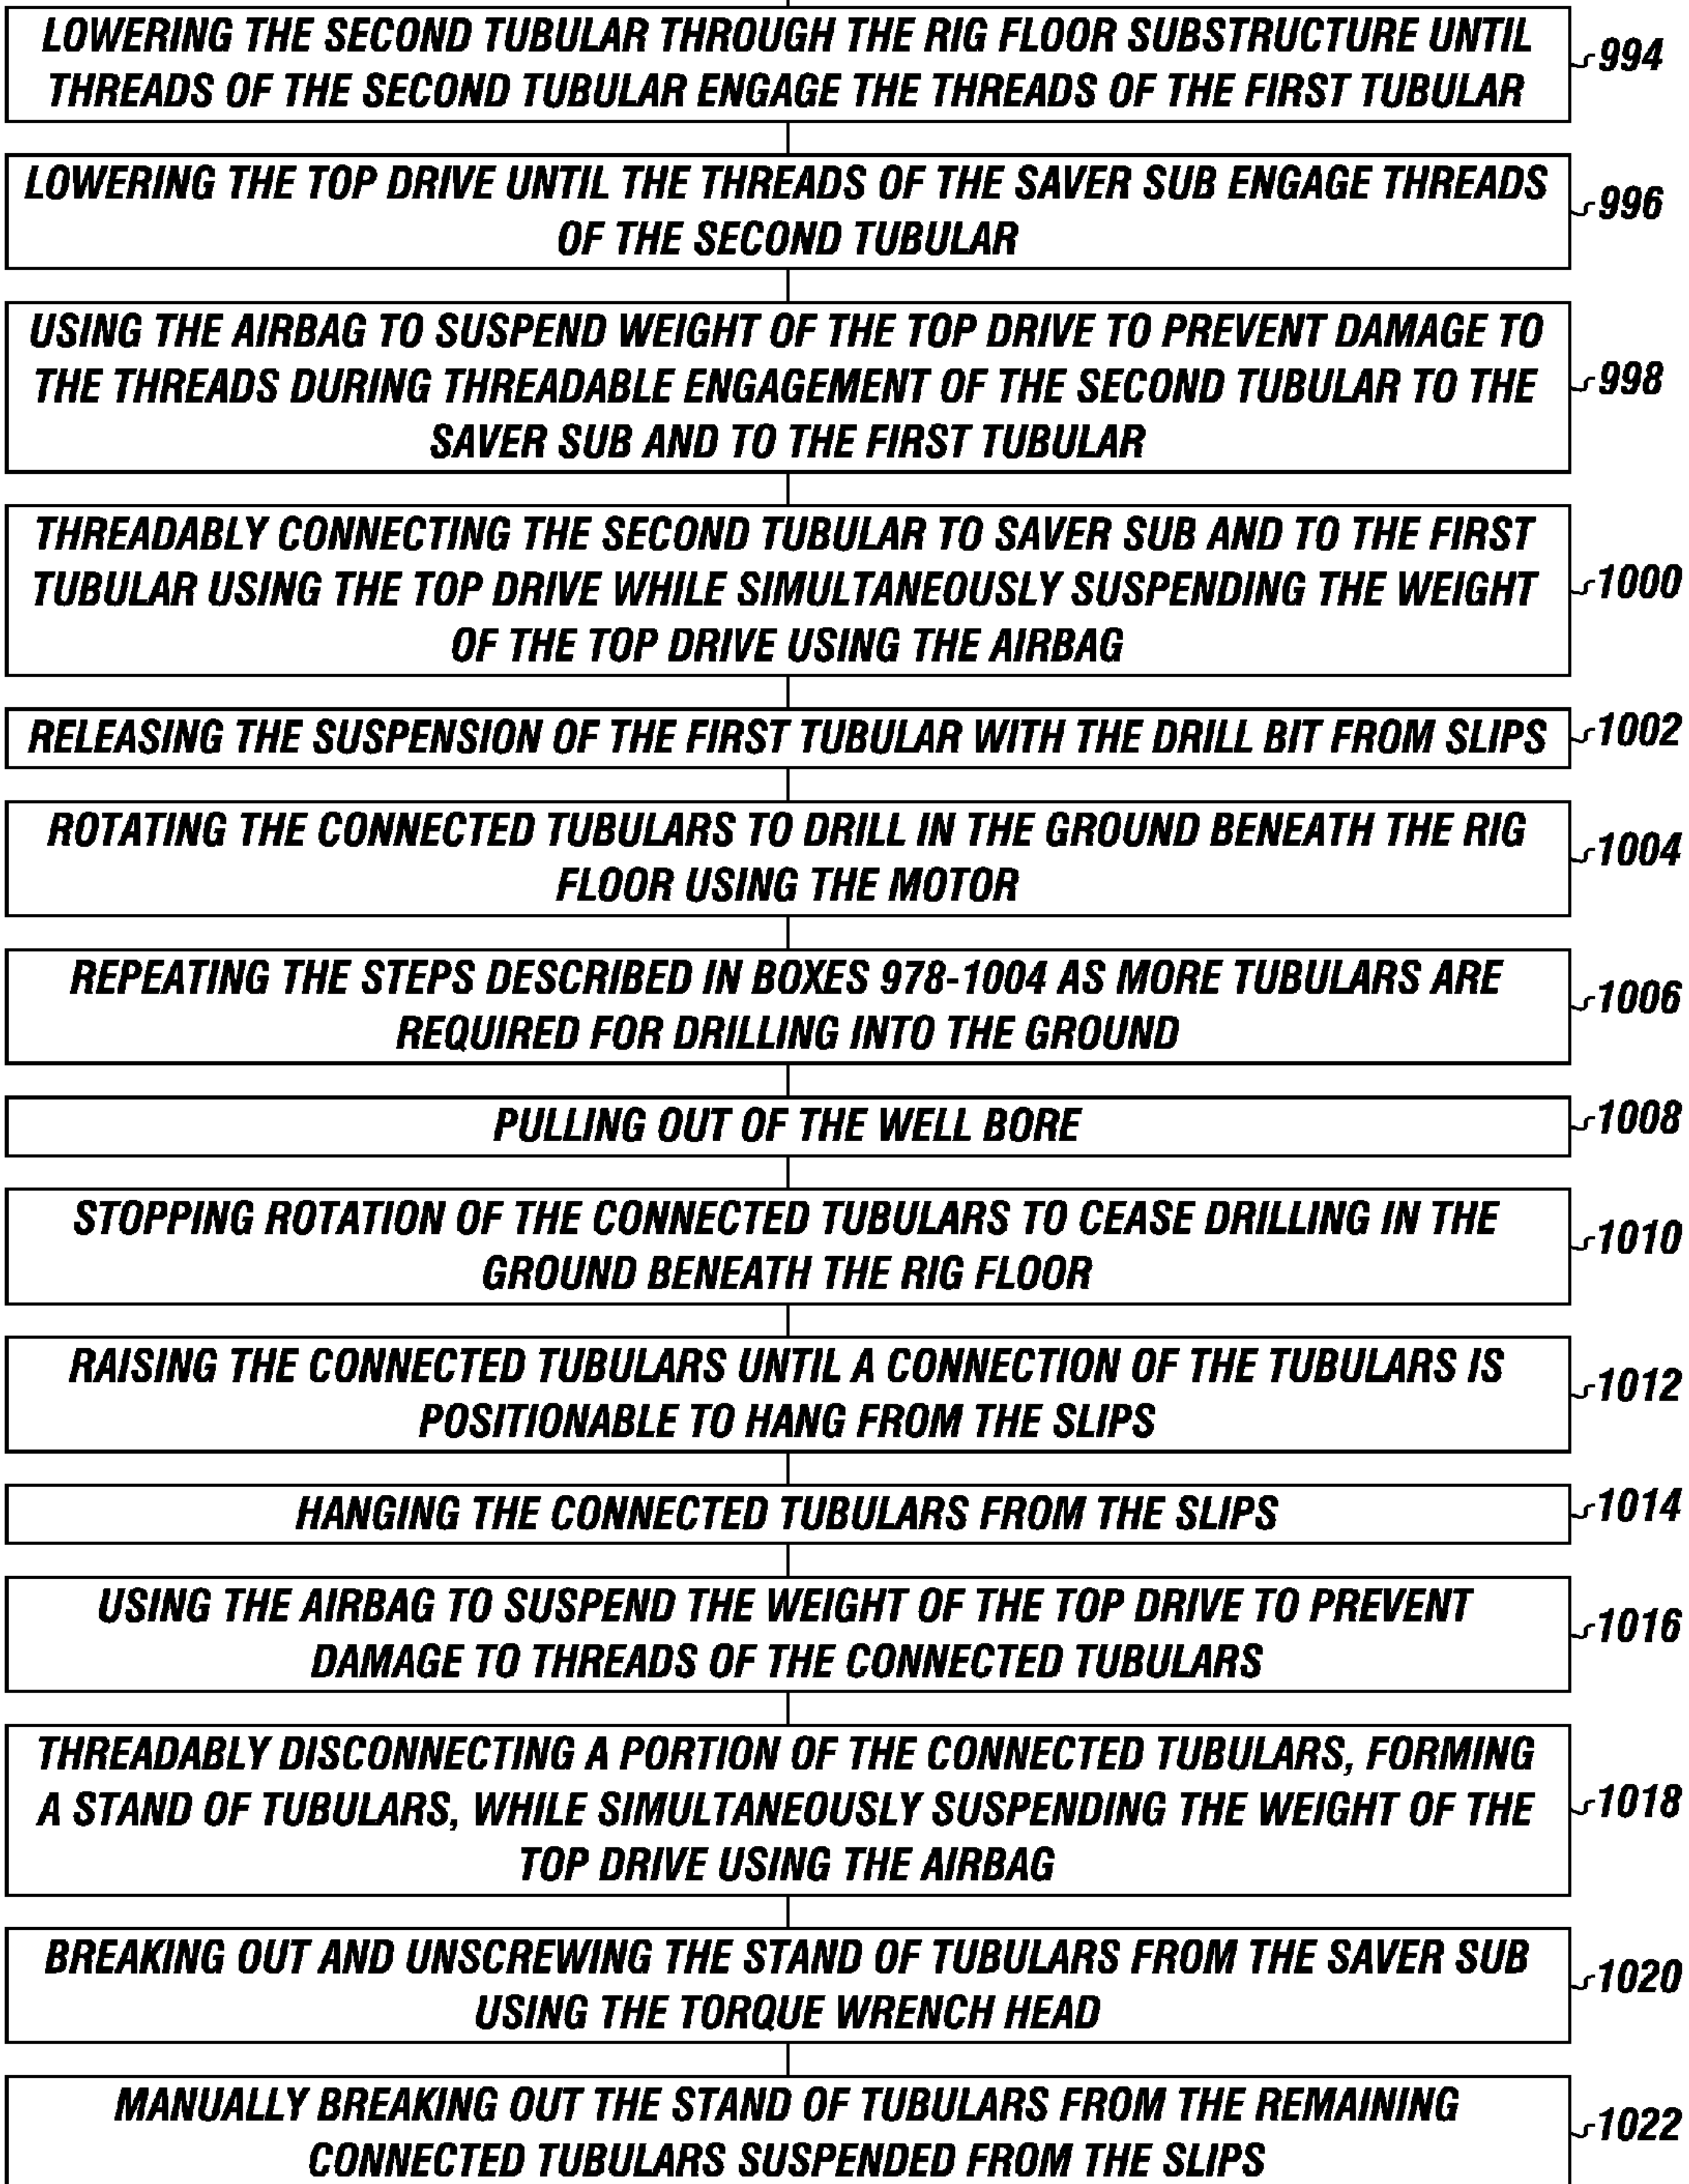 LOWERING THE SECOND TUBULAR THROUGH THE RIG FLOOR SUBSTRUCTURE UNTIL
THREADS OF THE SECOND TUBULAR ENGAGE THE THREADS OF THE FIRST TUBULAR
994
LOWERING THE TOP DRIVE UNTIL THE THREADS OF THE SAVER SUB ENGAGE THREADS
OF THE SECOND TUBULAR
996
USING THE AIRBAG TO SUSPEND WEIGHT OF THE TOP DRIVE TO PREVENT DAMAGE TO
THE THREADS DURING THREADABLE ENGAGEMENT OF THE SECOND TUBULAR TO THE
SAVER SUB AND TO THE FIRST TUBULAR
998
THREADABLY CONNECTING THE SECOND TUBULAR TO SAVER SUB AND TO THE FIRST
TUBULAR USING THE TOP DRIVE WHILE SIMULTANEOUSLY SUSPENDING THE WEIGHT
OF THE TOP DRIVE USING THE AIRBAG
1000
RELEASING THE SUSPENSION OF THE FIRST TUBULAR WITH THE DRILL BIT FROM SLIPS
1002
ROTATING THE CONNECTED TUBULARS TO DRILL IN THE GROUND BENEATH THE RIG
FLOOR USING THE MOTOR
1004
REPEATING THE STEPS DESCRIBED IN BOXES 978-1004 AS MORE TUBULARS ARE
REQUIRED FOR DRILLING INTO THE GROUND
1006
PULLING OUT OF THE WELL BORE
1008
STOPPING ROTATION OF THE CONNECTED TUBULARS TO CEASE DRILLING IN THE
GROUND BENEATH THE RIG FLOOR
1010
RAISING THE CONNECTED TUBULARS UNTIL A CONNECTION OF THE TUBULARS IS
POSITIONABLE TO HANG FROM THE SLIPS
1012
HANGING THE CONNECTED TUBULARS FROM THE SLIPS
1014
USING THE AIRBAG TO SUSPEND THE WEIGHT OF THE TOP DRIVE TO PREVENT
DAMAGE TO THREADS OF THE CONNECTED TUBULARS
1016
THREADABLY DISCONNECTING A PORTION OF THE CONNECTED TUBULARS, FORMING
A STAND OF TUBULARS, WHILE SIMULTANEOUSLY SUSPENDING THE WEIGHT OF THE
TOP DRIVE USING THE AIRBAG
1018
BREAKING OUT AND UNSCREWING THE STAND OF TUBULARS FROM THE SAVER SUB
USING THE TORQUE WRENCH HEAD
1020
MANUALLY BREAKING OUT THE STAND OF TUBULARS FROM THE REMAINING
CONNECTED TUBULARS SUSPENDED FROM THE SLIPS
1022